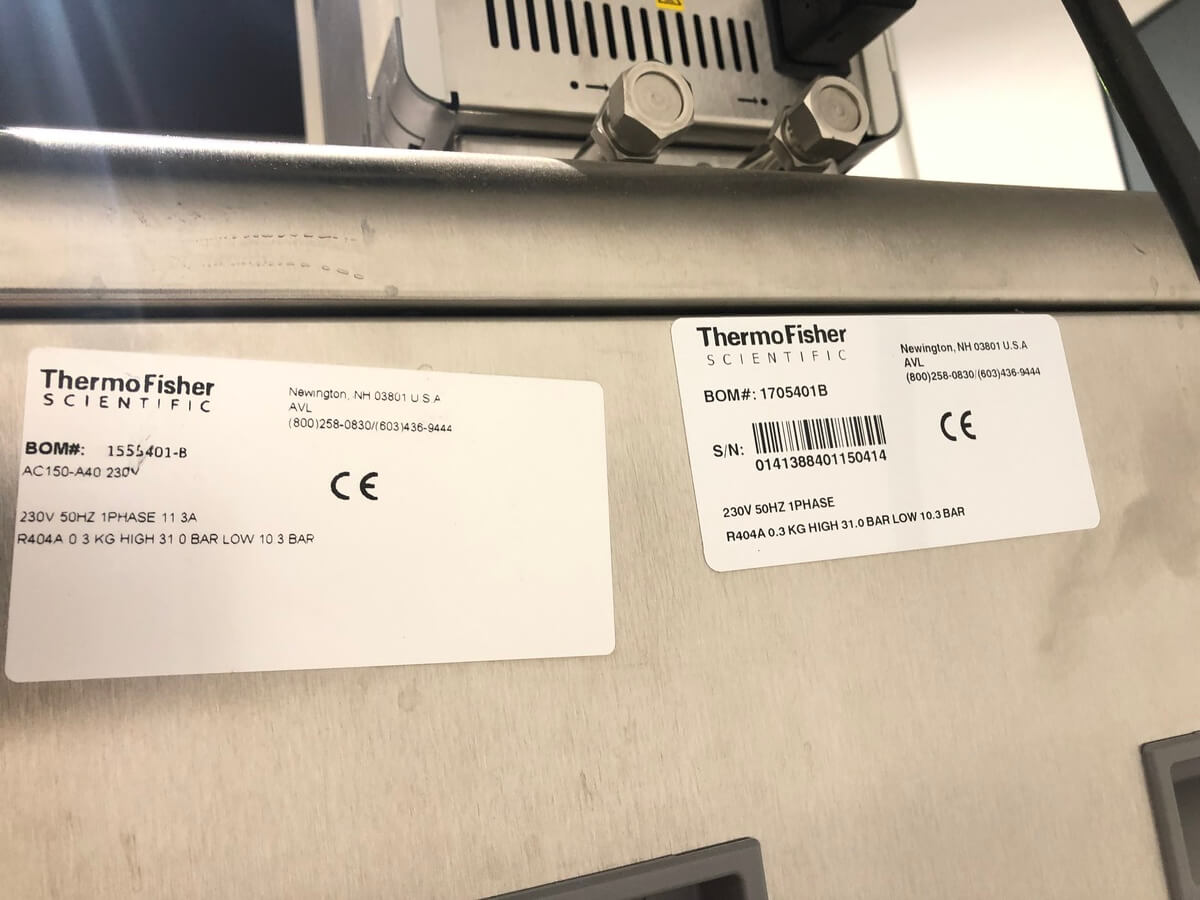 ThermoFisher
SCIENTIFIC
Newington, NH 03801 U S A
AVL
(800)258-0830/(603)436-9444
BOM#: 1555401-B
AC150-A40 230V
CE
230V 50HZ 1PHASE 11 3A
R404A 0 3 KG HIGH 31 0 BAR LOW 10 3 BAR
ThermoFisher
SCIENTIFIC
Newington, NH 03801 U.S.A
AVL
(800)258-0830/(603)436-9444
BOM#: 1705401B
S/N:
0141388401150414
CE
230V 50HZ 1PHASE
R404A 0.3 KG HIGH 31.0 BAR LOW 10.3 BAR